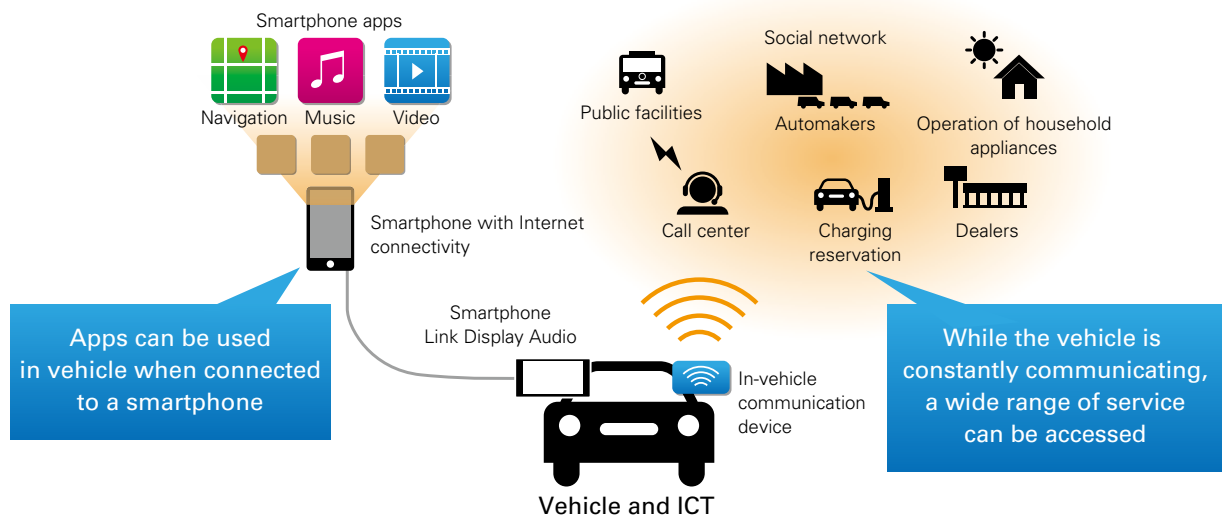 Smartphone apps
Navigation
Music
Video
Smartphone with Internet
connectivity
Apps can be used
in vehicle when connected
to a smartphone
Smartphone
Link Display Audio
Social network
Public facilities
Automakers
Operation of household
appliances
Call center
Charging
reservation
Dealers
In-vehicle
communication
device
While the vehicle is
constantly communicating,
a wide range of service
can be accessed
Vehicle and ICT